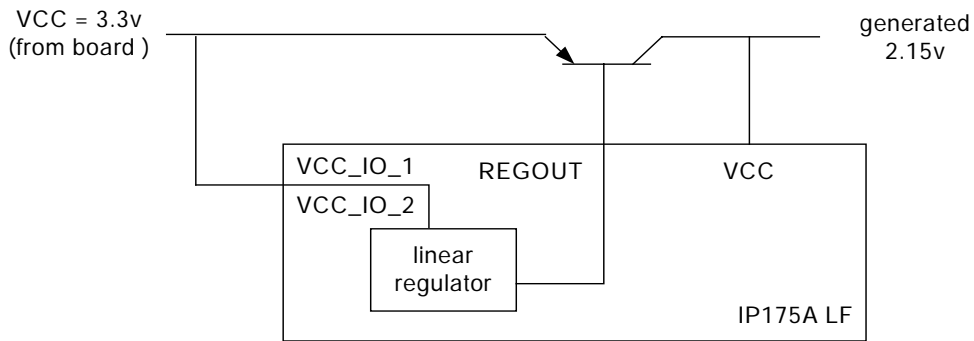 VCC = 3.3v
(from board )
generated
2.15v
VCC_IO_1
REGOUT
VCC
VCC_IO_2
linear
regulator
IP175A LF